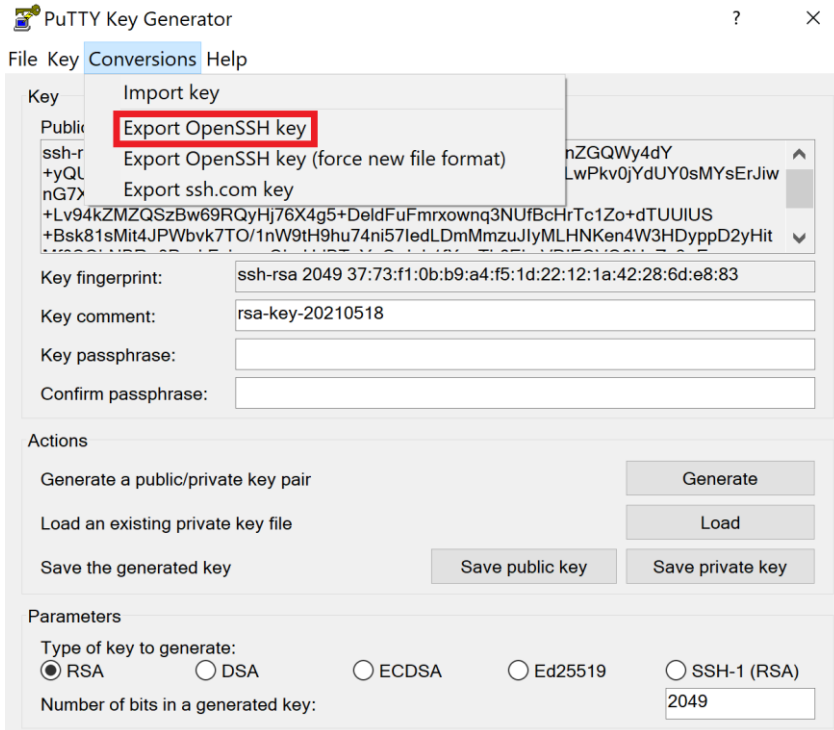 PuTTY Key Generator
? ×
File Key Conversions Help
Import key
Key
Export OpenSSH key
Export OpenSSH key (force new file format)
Export ssh.com key
nZGQWy4dY
LwPkv0jYdUY0sMYsErJiw
+Lv94kZMZQSzBw69RQyHj76X4g5+DeldFuFmrxownq3NUfBcHrTc1Zo+dTUUIUS
+Bsk81sMit4JPWbvk7TO/1nW9tH9hu74ni57IedLDmMmzuJIyMLHNKen4W3HDyppD2yHit
Key fingerprint: ssh-rsa 2049 37:73:f1:0b:b9:a4:f5:1d:22:12:1a:42:28:6d:e8:83
Key comment: rsa-key-20210518
Key passphrase:
Confirm passphrase:
Actions
Generate a public/private key pair Generate
Load an existing private key file Load
Save the generated key Save public key Save private key
Parameters
Type of key to generate:
RSA DSA ECDSA Ed25519 SSH-1 (RSA)
Number of bits in a generated key: 2049